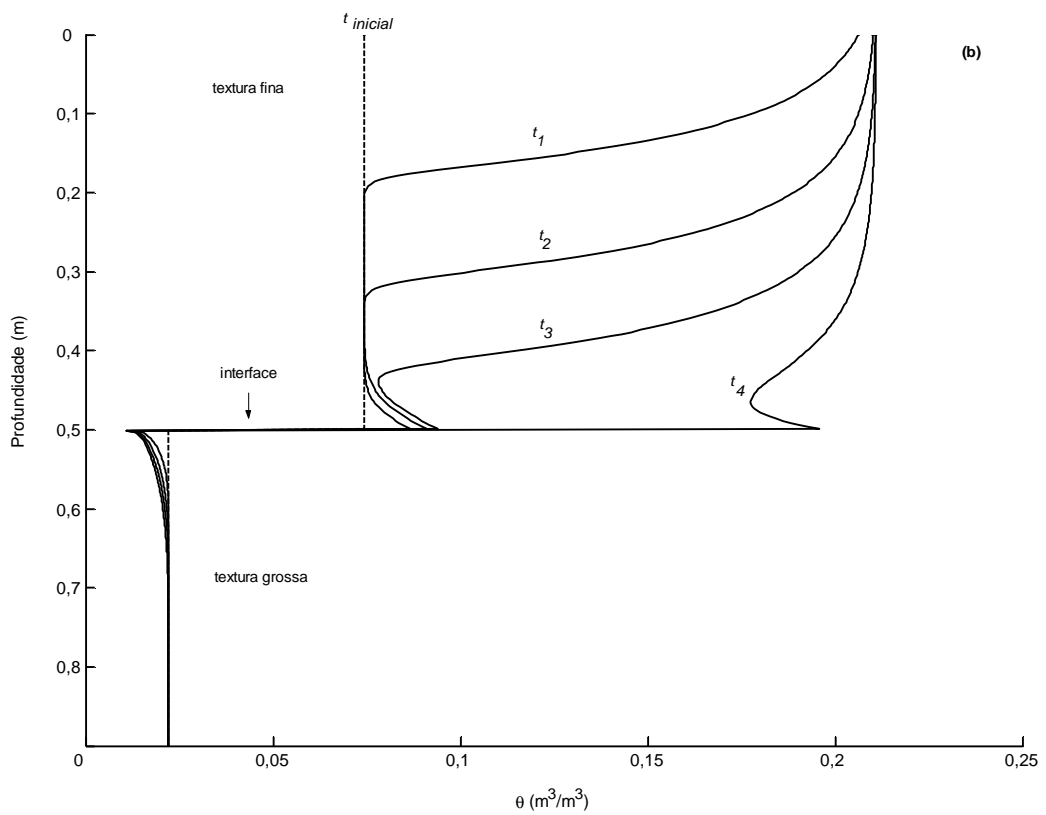 t inicial
0
(b)
textura fina
0,1
t1
0,2
t2
0,3
t3
0,4
interface
t4
0,5
0,6
textura grossa
0,7
0,8
Profundidade (m)
0
0,05
0,1
0,15
0,2
0,25
θ (m3/m3)